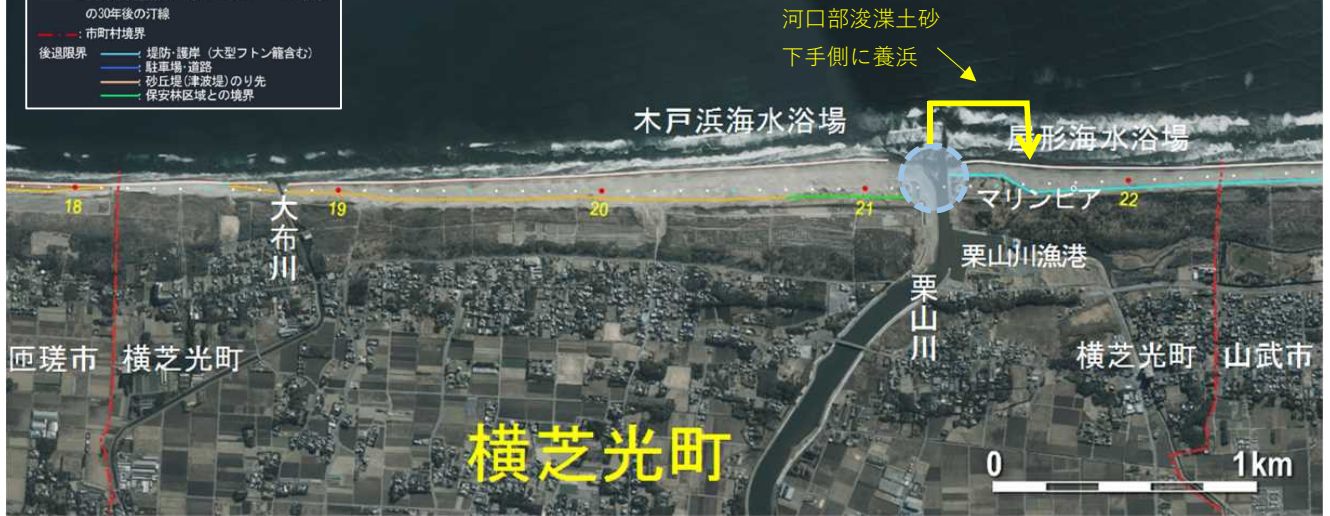 の30年後の汀線
: 市町村境界
後退限界
: 堤防・護岸（大型フトン籠含む）
: 駐車場・道路
: 砂丘堤(津波堤)のり先
: 保安林区域との境界
河口部浚渫土砂
下手側に養浜
木戸浜海水浴場
屋形海水浴場
18
19
20
21
22
大布川
マリンピア
栗山川漁港
栗山川
匝瑳市
横芝光町
横芝光町
山武市
横芝光町
0
1km